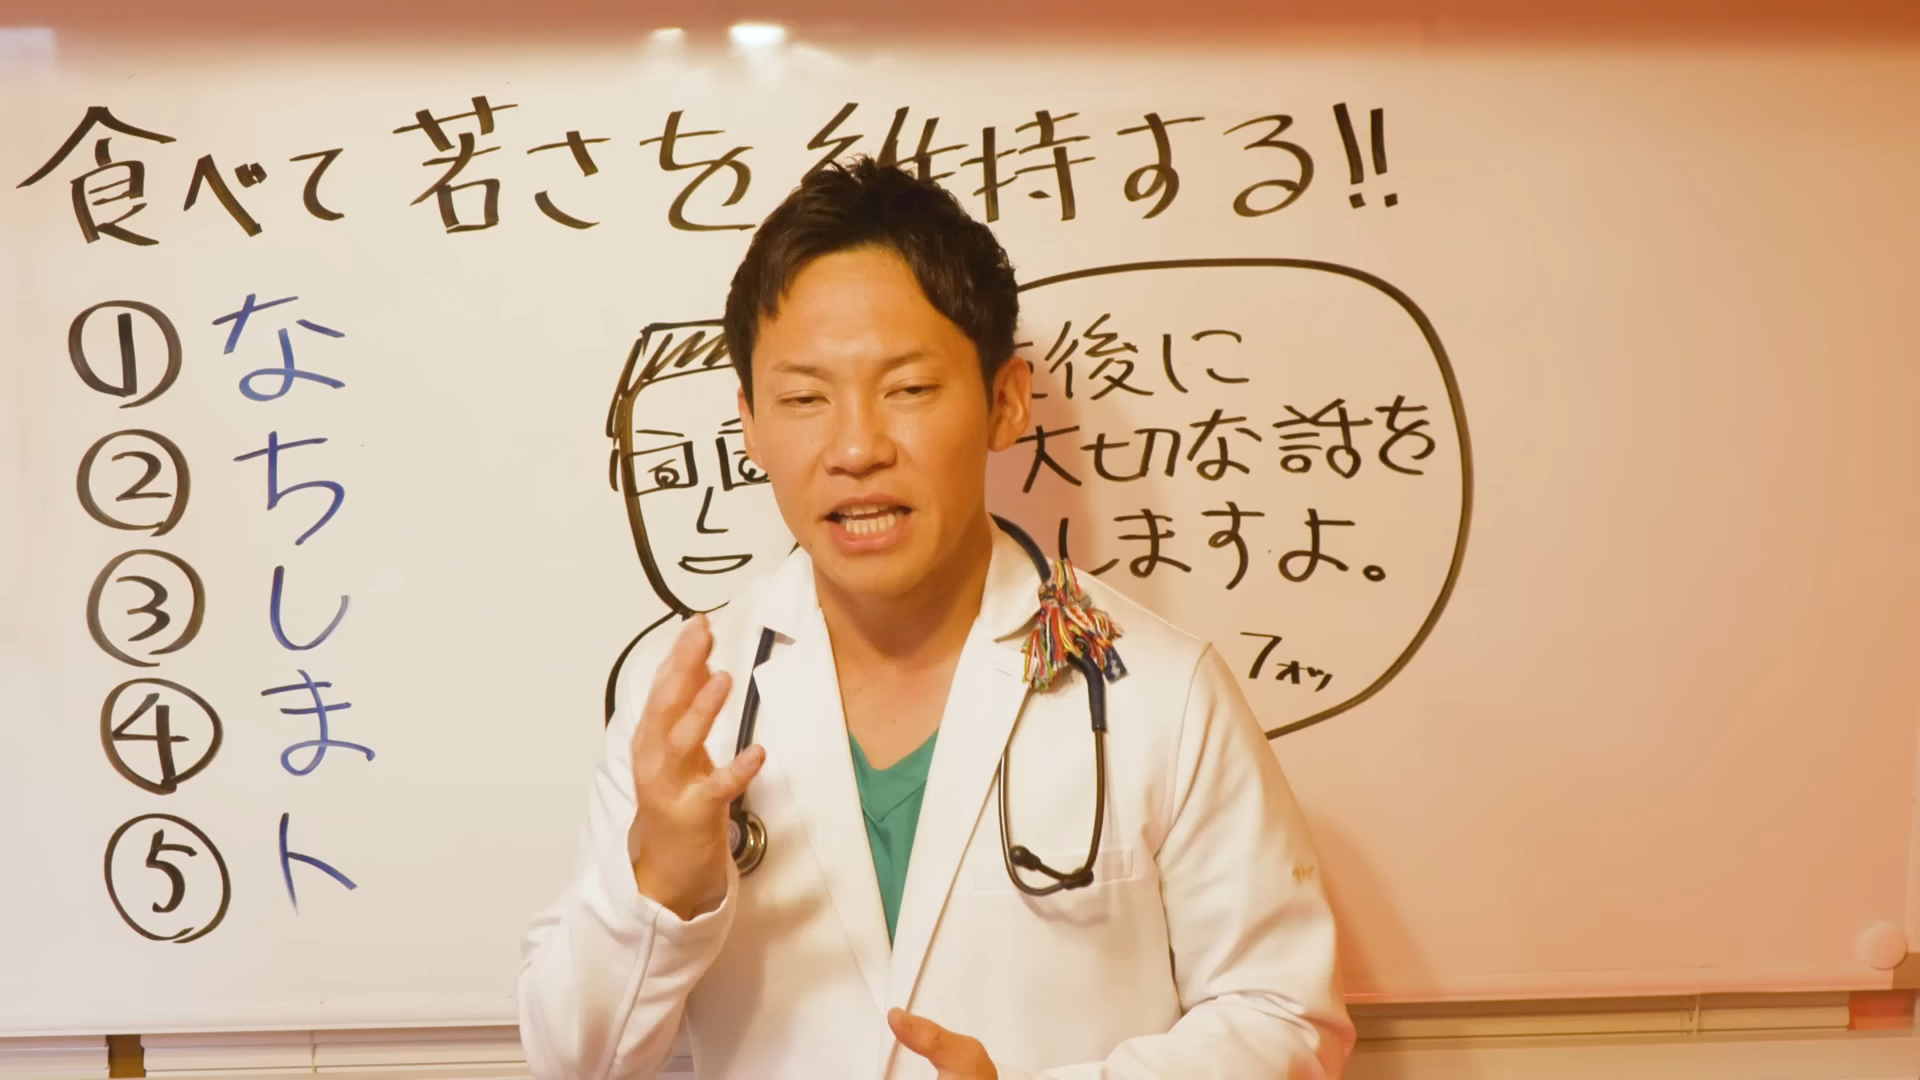 食べて若さを維持する!!
① な
② ち
③ し
④ ま
⑤ ト
後に
大切な話を
しますよ。
フォッ